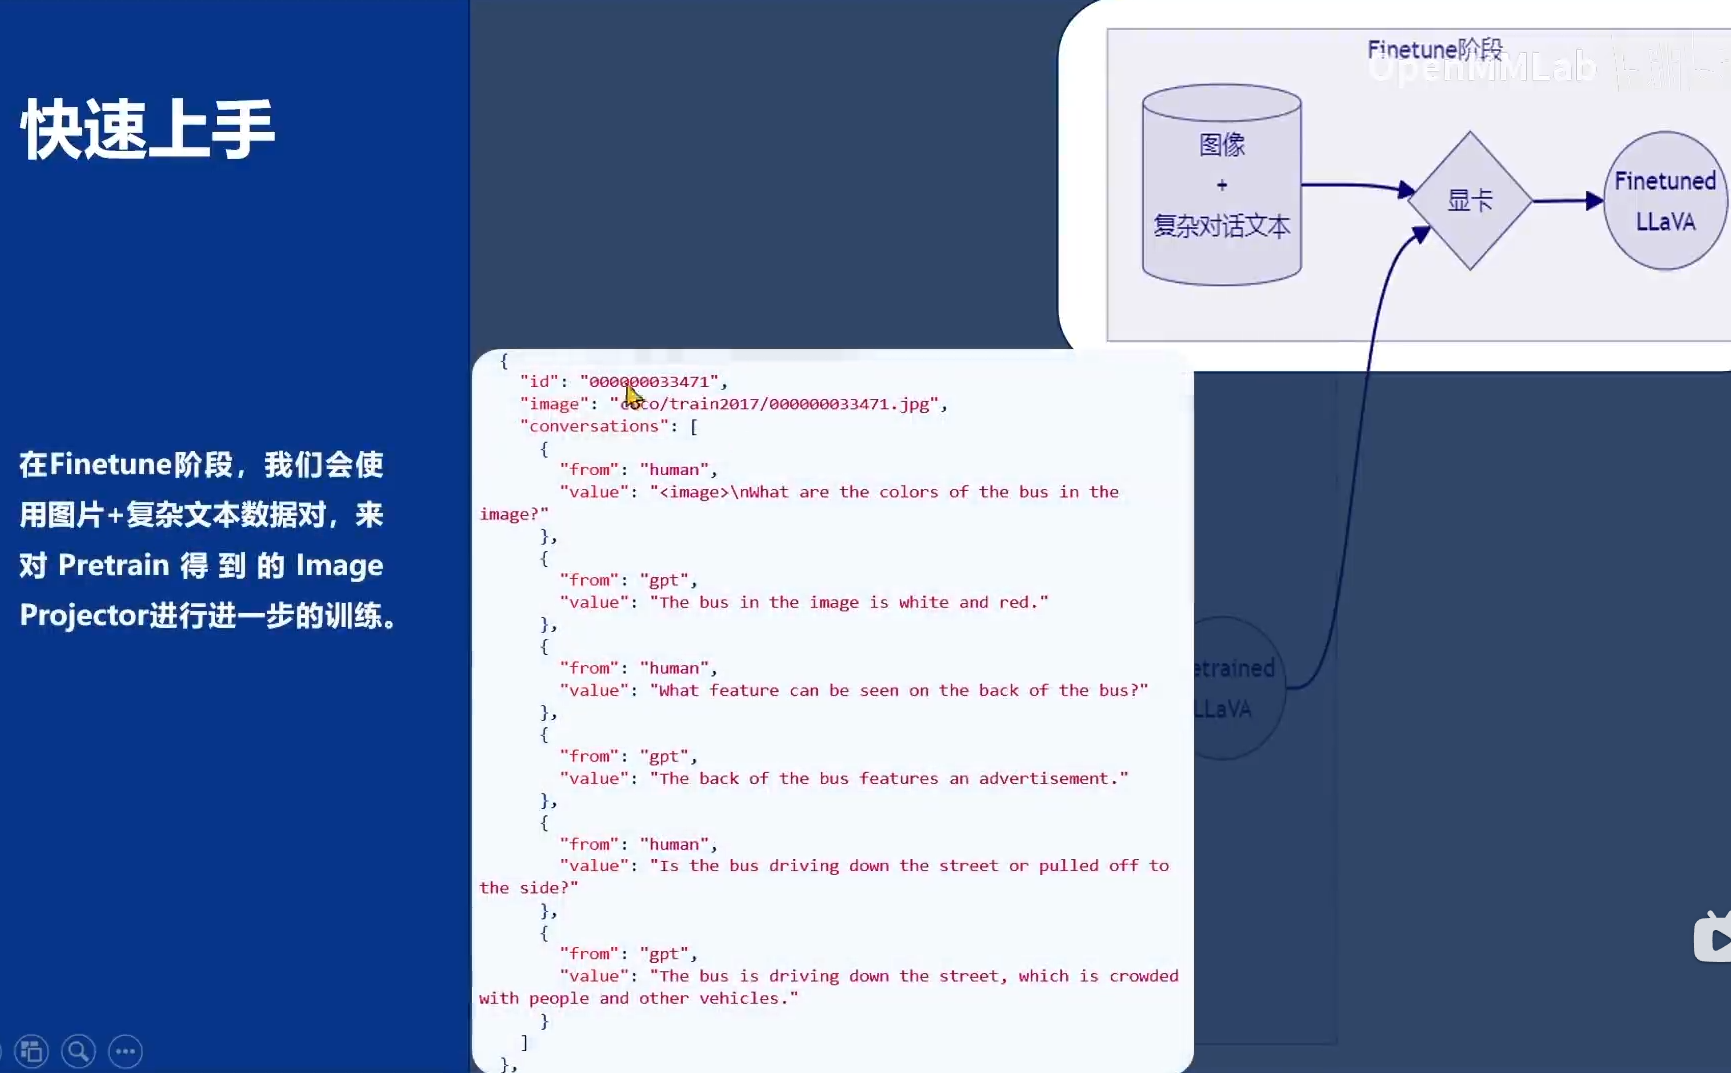 快速上手
在Finetune阶段，我们会使
用图片+复杂文本数据对，来
对 Pretrain 得到的 Image
Projector进行进一步的训练。
Finetune阶段
OpenMMLab
图像
+
复杂对话文本
显卡
Finetuned
LLaVA
etrained
LLaVA
{
"id": "000000033471",
"image": "coco/train2017/000000033471.jpg",
"conversations": [
{
"from": "human",
"value": "<image>\nWhat are the colors of the bus in the
image?"
},
{
"from": "gpt",
"value": "The bus in the image is white and red."
},
{
"from": "human",
"value": "What feature can be seen on the back of the bus?"
},
{
"from": "gpt",
"value": "The back of the bus features an advertisement."
},
{
"from": "human",
"value": "Is the bus driving down the street or pulled off to
the side?"
},
{
"from": "gpt",
"value": "The bus is driving down the street, which is crowded
with people and other vehicles."
}
]
},